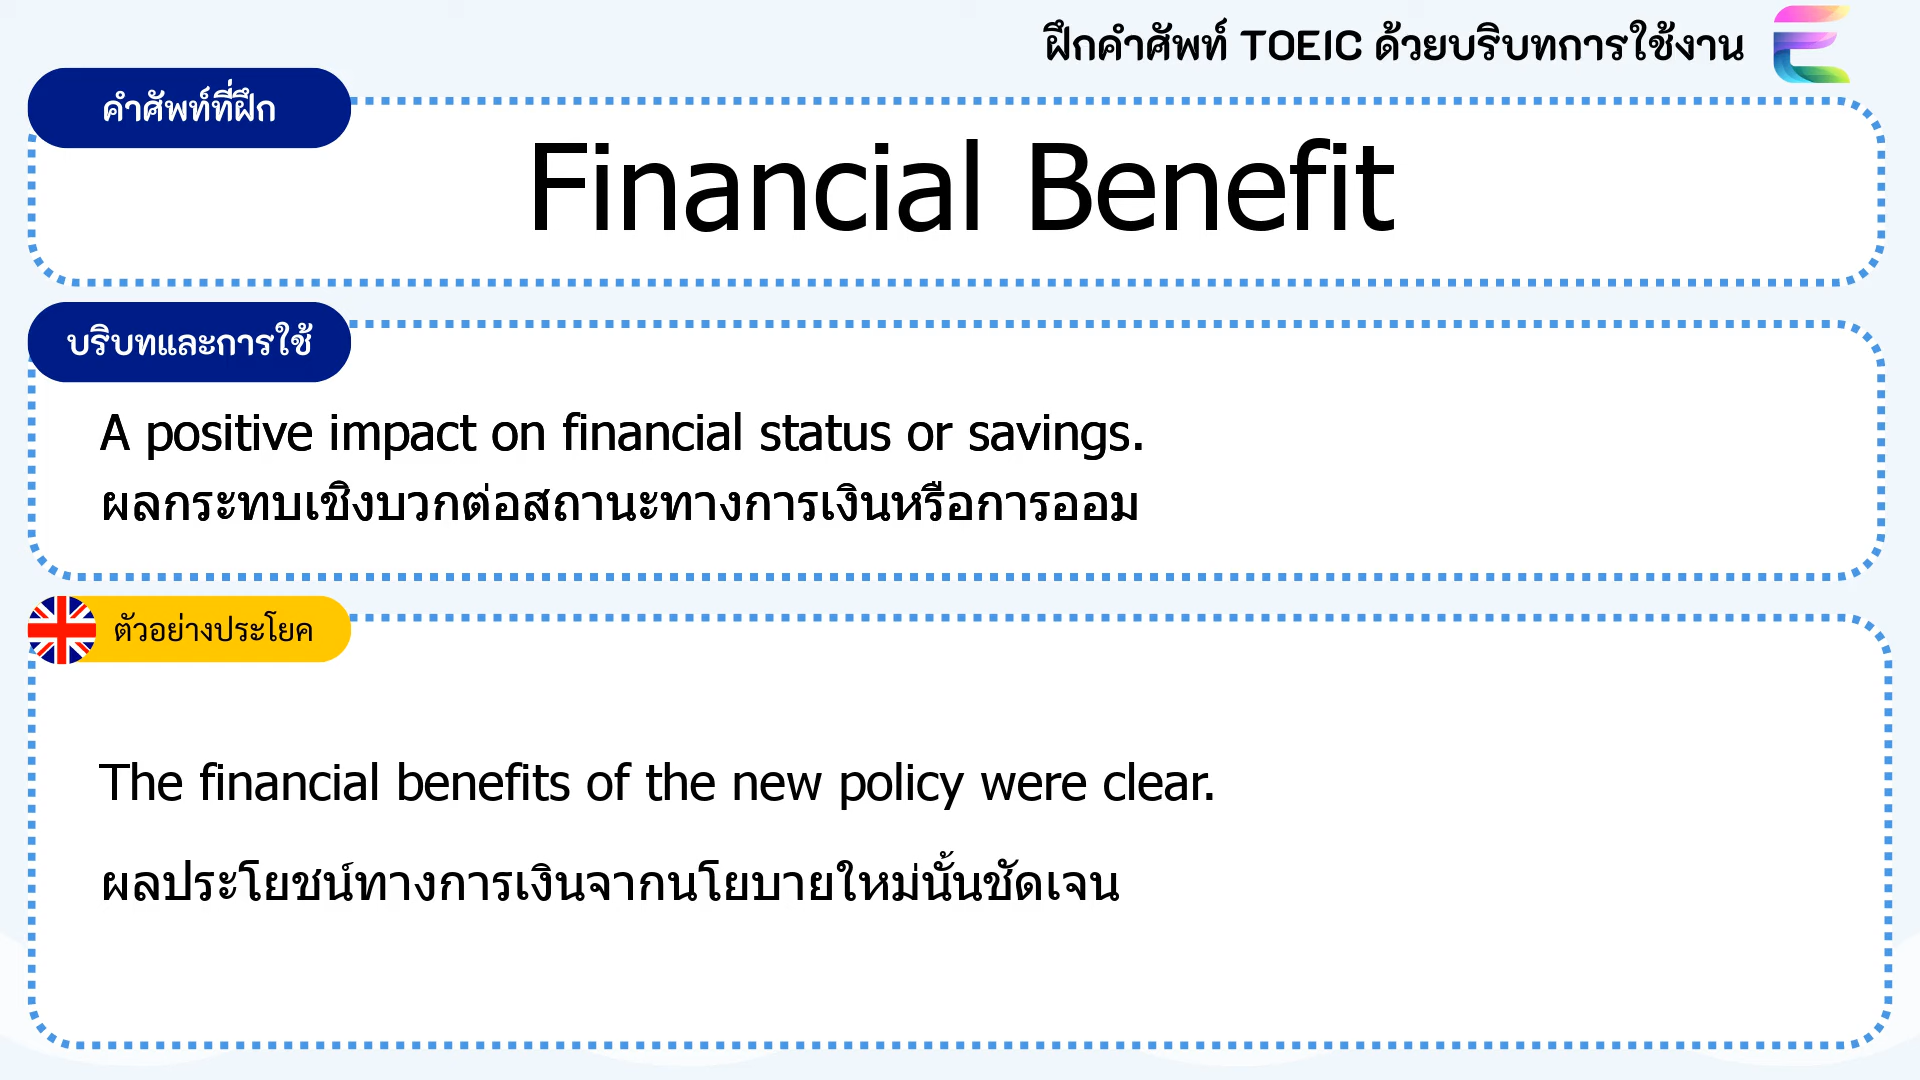 ฝึกคำศัพท์ TOEIC ด้วยบริบทการใช้งาน
คำศัพท์ที่ฝึก
Financial Benefit
บริบทและการใช้
A positive impact on financial status or savings.
ผลกระทบเชิงบวกต่อสถานะทางการเงินหรือการออม
ตัวอย่างประโยค
The financial benefits of the new policy were clear.
ผลประโยชน์ทางการเงินจากนโยบายใหม่นั้นชัดเจน